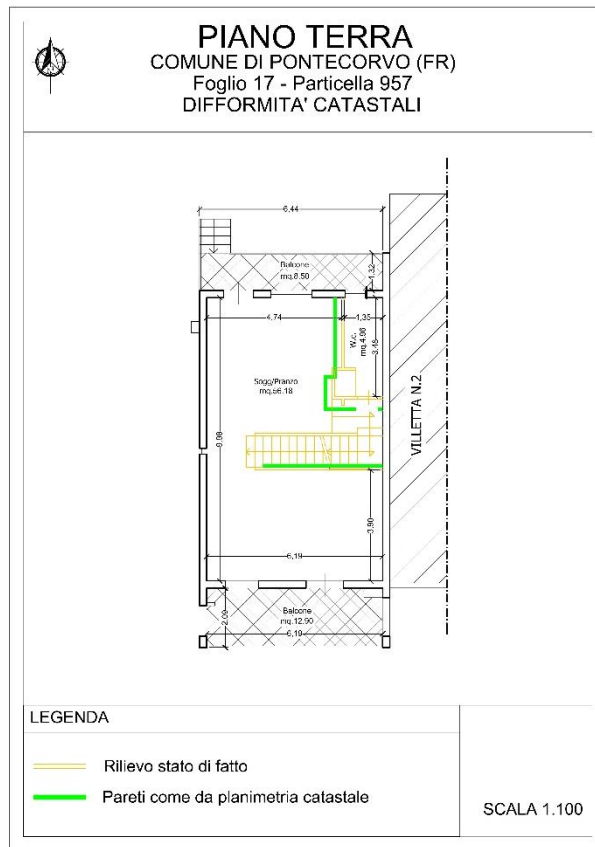 PIANO TERRA
COMUNE DI PONTECORVO (FR)
Foglio 17 - Particella 957
DIFFORMITA' CATASTALI
6,44
Balcone
mq.8.50
1,32
4,74
1,35
W.c.
mq.4.96
3,45
Sogg/Pranzo
mq.56.18
VILLETTA N.2
9,98
3,90
6,19
Balcone
mq.12.90
2,09
6,19
LEGENDA
Rilievo stato di fatto
Pareti come da planimetria catastale
SCALA 1.100